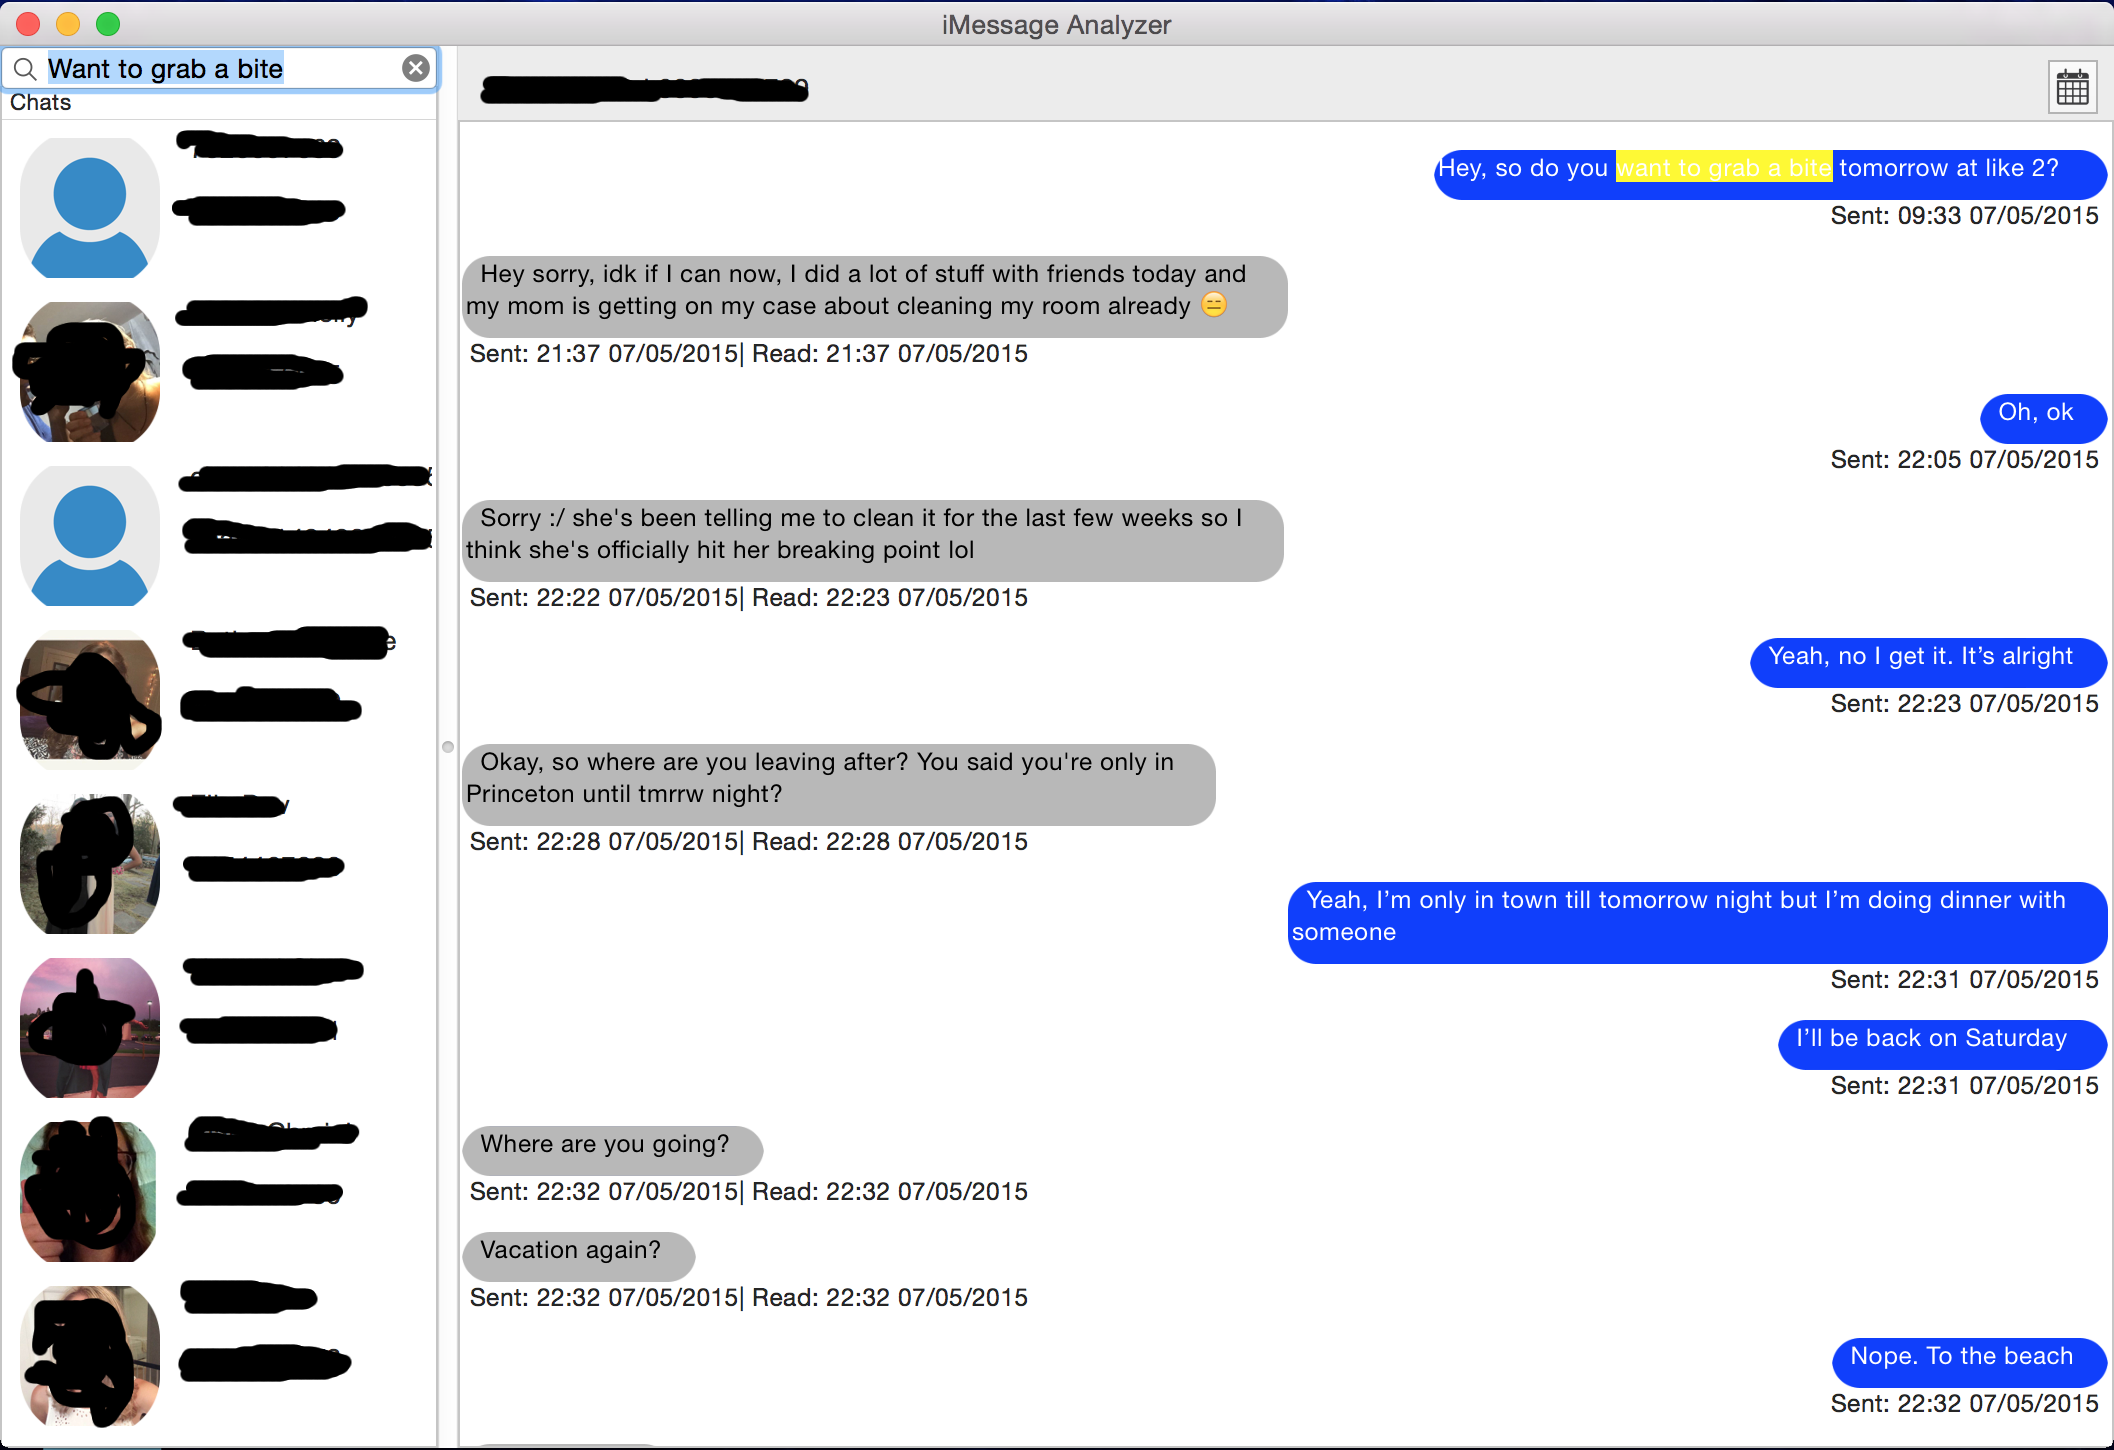 iMessage Analyzer
Want to grab a bite
Chats
Hey, so do you want to grab a bite tomorrow at like 2?
Sent: 09:33 07/05/2015
Hey sorry, idk if I can now, I did a lot of stuff with friends today and
my mom is getting on my case about cleaning my room already 😑
Sent: 21:37 07/05/2015| Read: 21:37 07/05/2015
Oh, ok
Sent: 22:05 07/05/2015
Sorry :/ she's been telling me to clean it for the last few weeks so I
think she's officially hit her breaking point lol
Sent: 22:22 07/05/2015| Read: 22:23 07/05/2015
Yeah, no I get it. It’s alright
Sent: 22:23 07/05/2015
Okay, so where are you leaving after? You said you're only in
Princeton until tmrrw night?
Sent: 22:28 07/05/2015| Read: 22:28 07/05/2015
Yeah, I’m only in town till tomorrow night but I’m doing dinner with
someone
Sent: 22:31 07/05/2015
I’ll be back on Saturday
Sent: 22:31 07/05/2015
Where are you going?
Sent: 22:32 07/05/2015| Read: 22:32 07/05/2015
Vacation again?
Sent: 22:32 07/05/2015| Read: 22:32 07/05/2015
Nope. To the beach
Sent: 22:32 07/05/2015